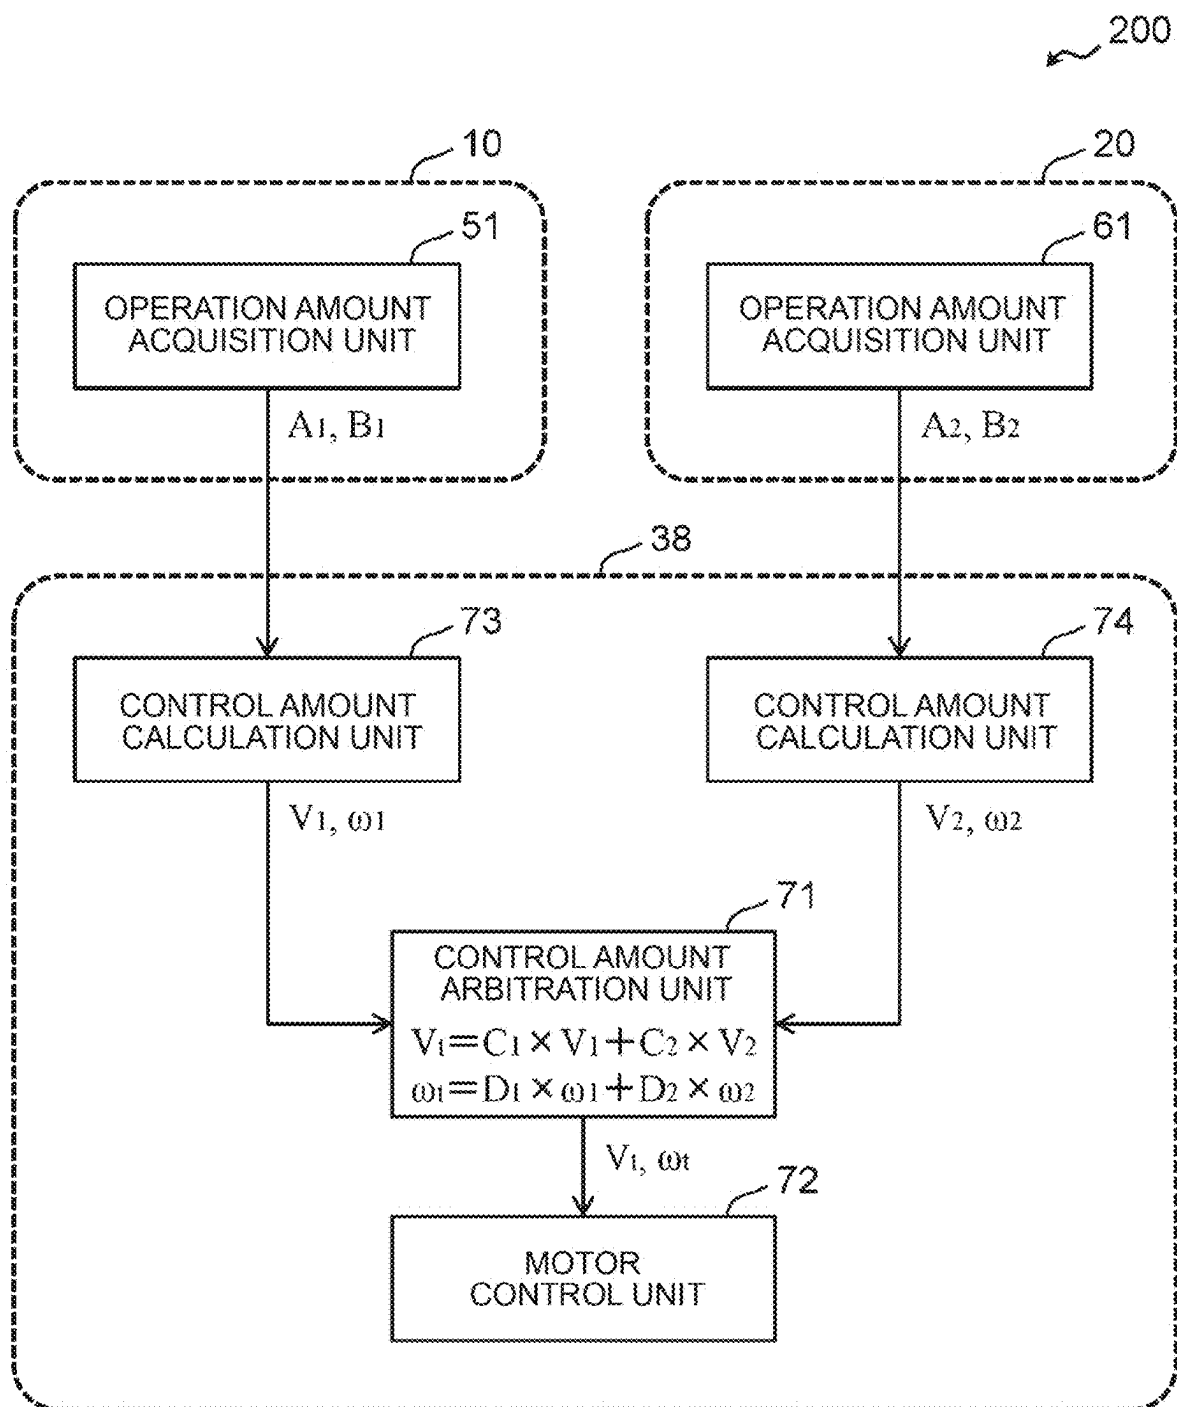 200
10
20
51
61
OPERATION AMOUNT
ACQUISITION UNIT
OPERATION AMOUNT
ACQUISITION UNIT
A1, B1
A2, B2
38
73
74
CONTROL AMOUNT
CALCULATION UNIT
CONTROL AMOUNT
CALCULATION UNIT
V1, ω1
V2, ω2
71
CONTROL AMOUNT
ARBITRATION UNIT
Vt=C1×V1+C2×V2
ωt=D1×ω1+D2×ω2
Vt, ωt
72
MOTOR
CONTROL UNIT